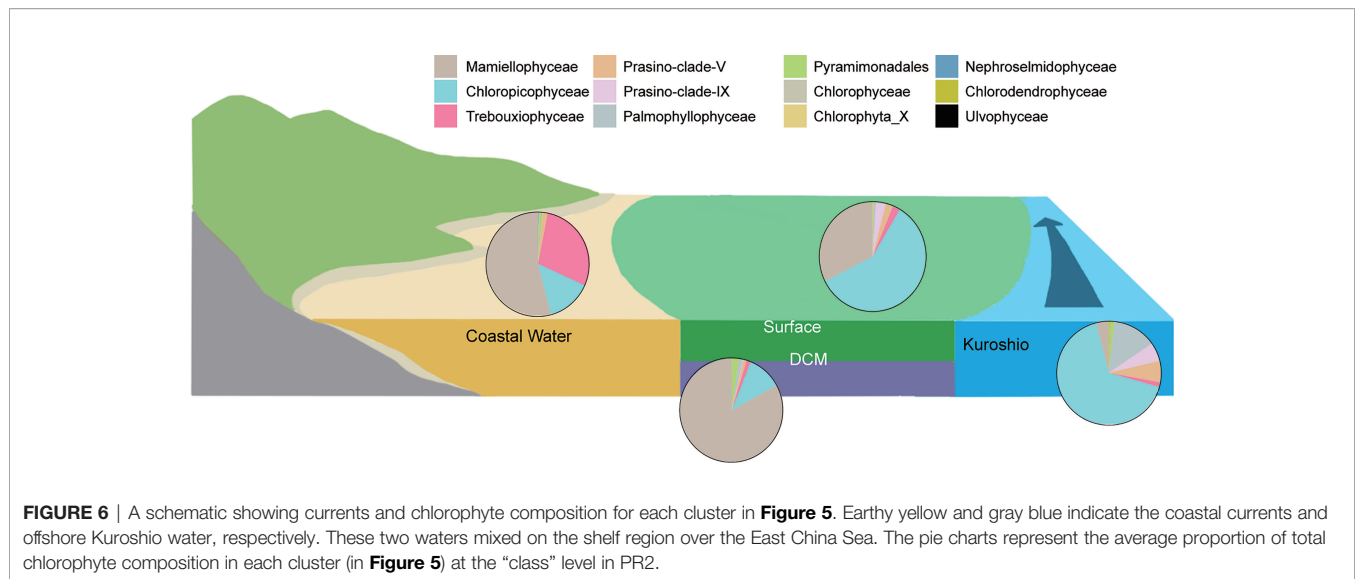 Mamiellophyceae Prasino-clade-V Pyramimonadales Nephroselmidophyceae
Chloropicophyceae Prasino-clade-IX Chlorophyceae Chlorodendrophyceae
Trebouxiophyceae Palmophyllophyceae Chlorophyta_X Ulvophyceae
Coastal Water
Surface
DCM
Kuroshio
FIGURE 6 | A schematic showing currents and chlorophyte composition for each cluster in Figure 5. Earthy yellow and gray blue indicate the coastal currents and
offshore Kuroshio water, respectively. These two waters mixed on the shelf region over the East China Sea. The pie charts represent the average proportion of total
chlorophyte composition in each cluster (in Figure 5) at the “class” level in PR2.